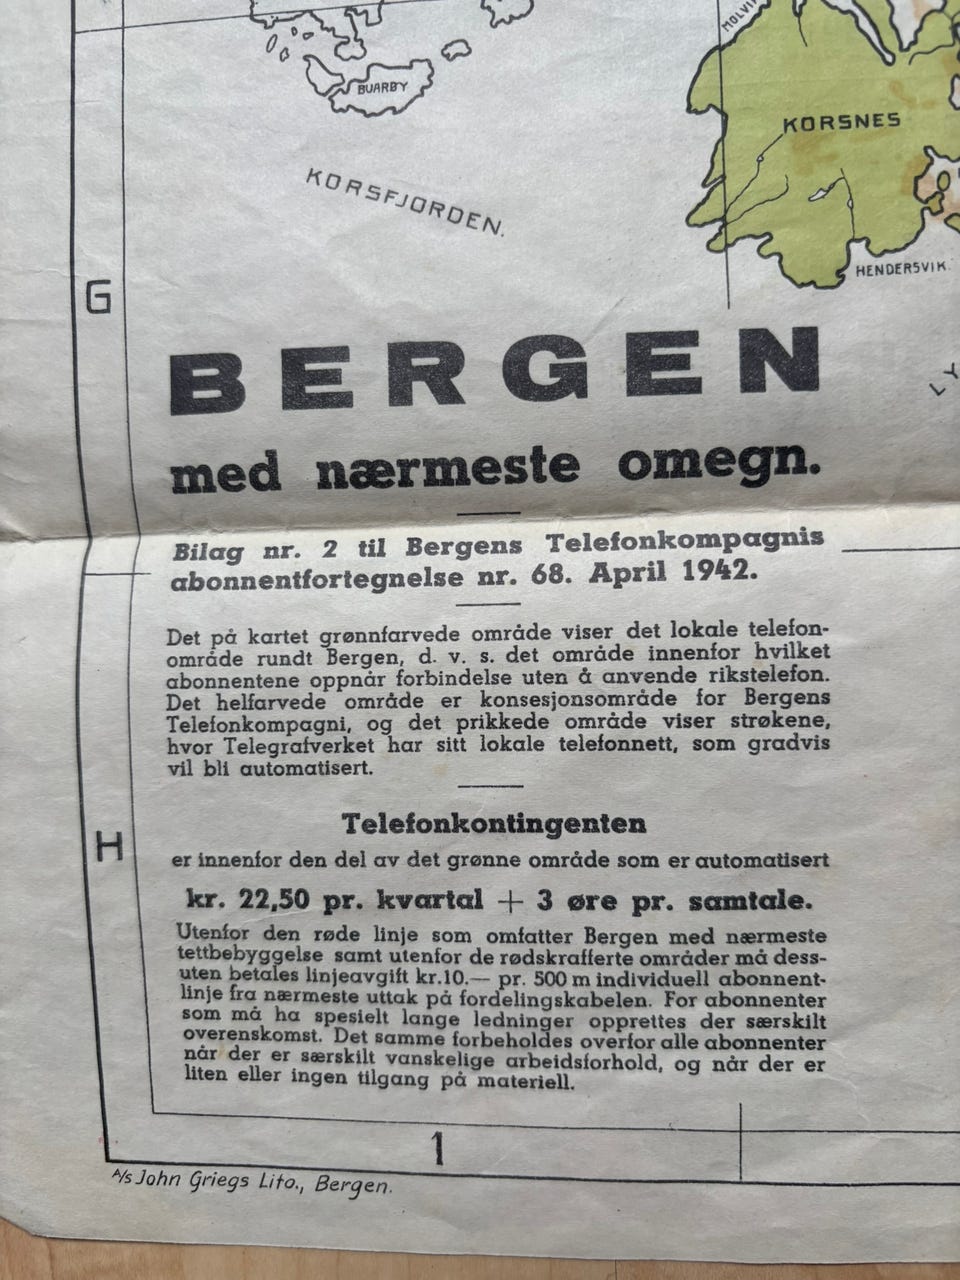 BUARBY
KORSNES
KORSFJORDEN.
HENDERSVIK.
G
BERGEN
med nærmeste omegn.
Bilag nr. 2 til Bergens Telefonkompagnis
abonnentfortegnelse nr. 68. April 1942.
Det på kartet grønnfarvede område viser det lokale telefon-
område rundt Bergen, d. v. s. det område innenfor hvilket
abonnentene oppnår forbindelse uten å anvende rikstelefon.
Det helfarvede område er konsesjonsområde for Bergens
Telefonkompagni, og det prikkede område viser strøkene,
hvor Telegrafverket har sitt lokale telefonnett, som gradvis
vil bli automatisert.
Telefonkontingenten
H
er innenfor den del av det grønne område som er automatisert
kr. 22,50 pr. kvartal + 3 øre pr. samtale.
Utenfor den røde linje som omfatter Bergen med nærmeste
tettbebyggelse samt utenfor de rødskrafferte områder må dess-
uten betales linjeavgift kr.10.— pr. 500 m individuell abonnent-
linje fra nærmeste uttak på fordelingskabelen. For abonnenter
som må ha spesielt lange ledninger opprettes der særskilt
overenskomst. Det samme forbeholdes overfor alle abonnenter
når der er særskilt vanskelige arbeidsforhold, og når der er
liten eller ingen tilgang på materiell.
1
A/s John Griegs Lito., Bergen.